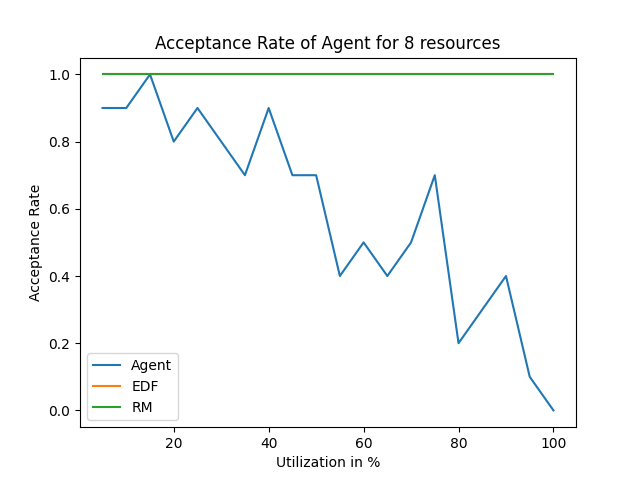 Acceptance Rate of Agent for 8 resources
1.0
0.8
0.6
0.4
0.2
0.0
Acceptance Rate
Agent
EDF
RM
20 40 60 80 100
Utilization in %